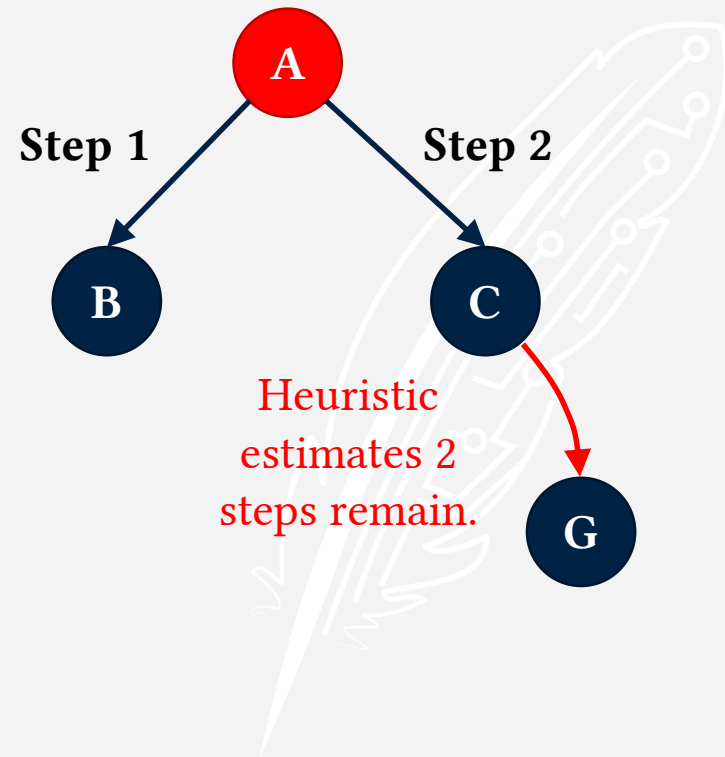 A
Step 1
Step 2
B
C
Heuristic
estimates 2
steps remain.
G